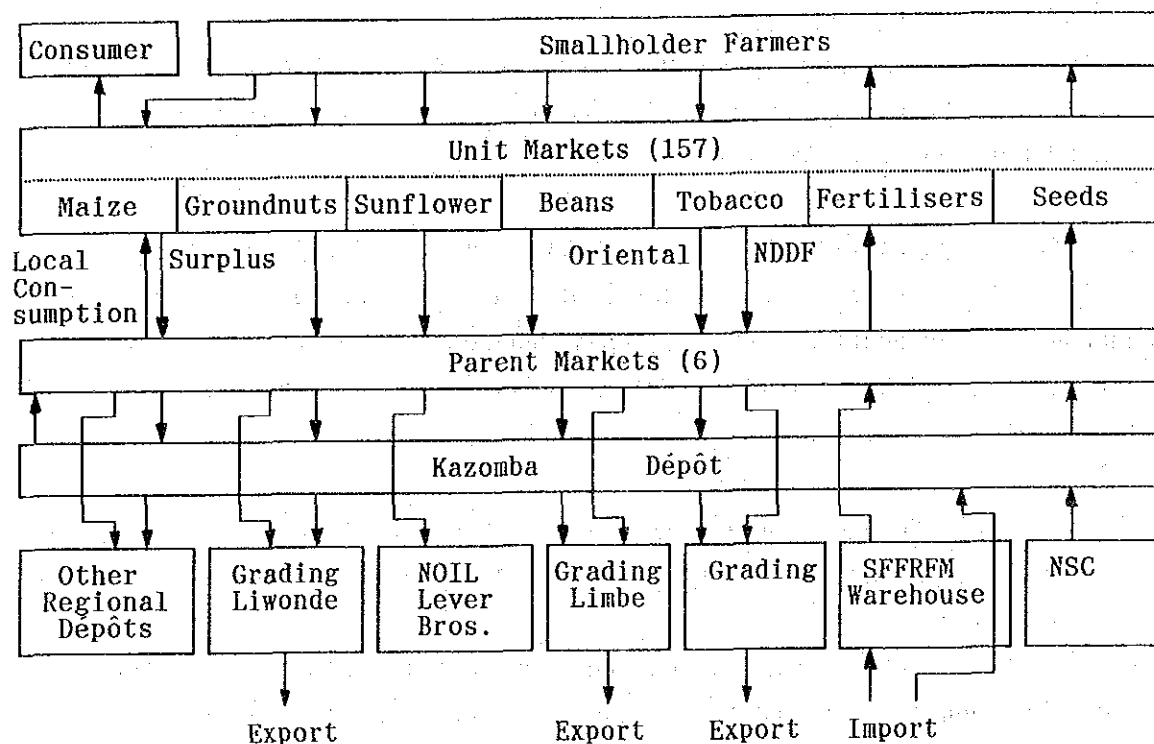 Consumer
Smallholder Farmers
Unit Markets (157)
Maize
Groundnuts
Sunflower
Beans
Tobacco
Fertilisers
Seeds
Local
Con-
sumption
Surplus
Oriental
NDDF
Parent Markets (6)
Kazomba Dépôt
Other
Regional
Dépôts
Grading
Liwonde
NOIL
Lever
Bros.
Grading
Limbe
Grading
SFFRFM
Warehouse
NSC
Export
Export
Export
Import